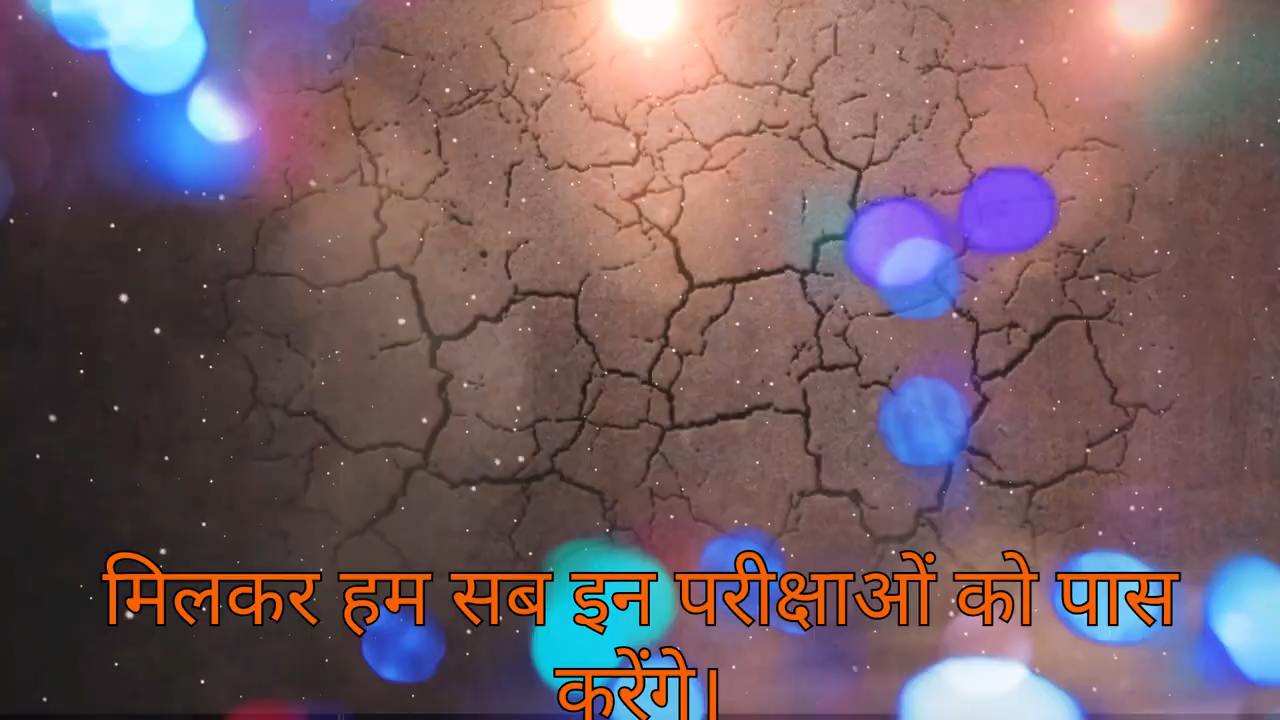 मिलकर हम सब इन परीक्षाओं को पास
करेंगे।